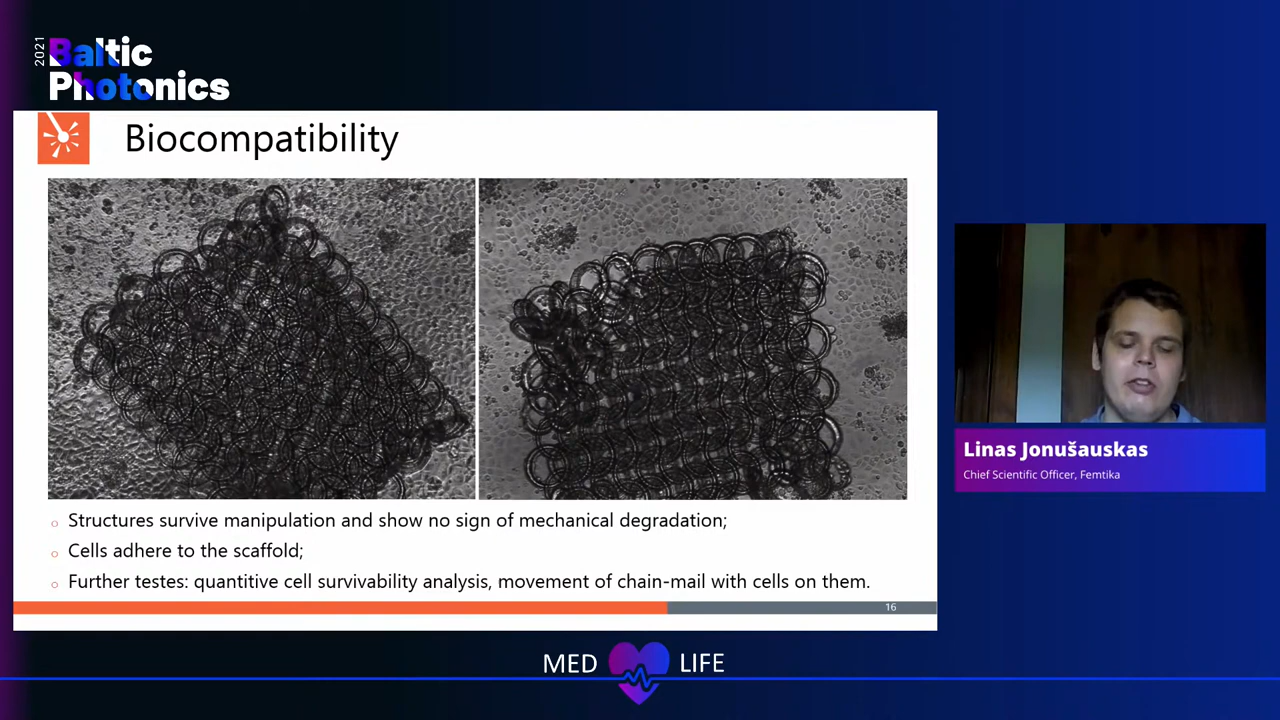 2021
Baltic
Photonics
Biocompatibility
○ Structures survive manipulation and show no sign of mechanical degradation;
○ Cells adhere to the scaffold;
○ Further testes: quantitive cell survivability analysis, movement of chain-mail with cells on them.
16
Linas Jonušauskas
Chief Scientific Officer, Femtika
MED LIFE